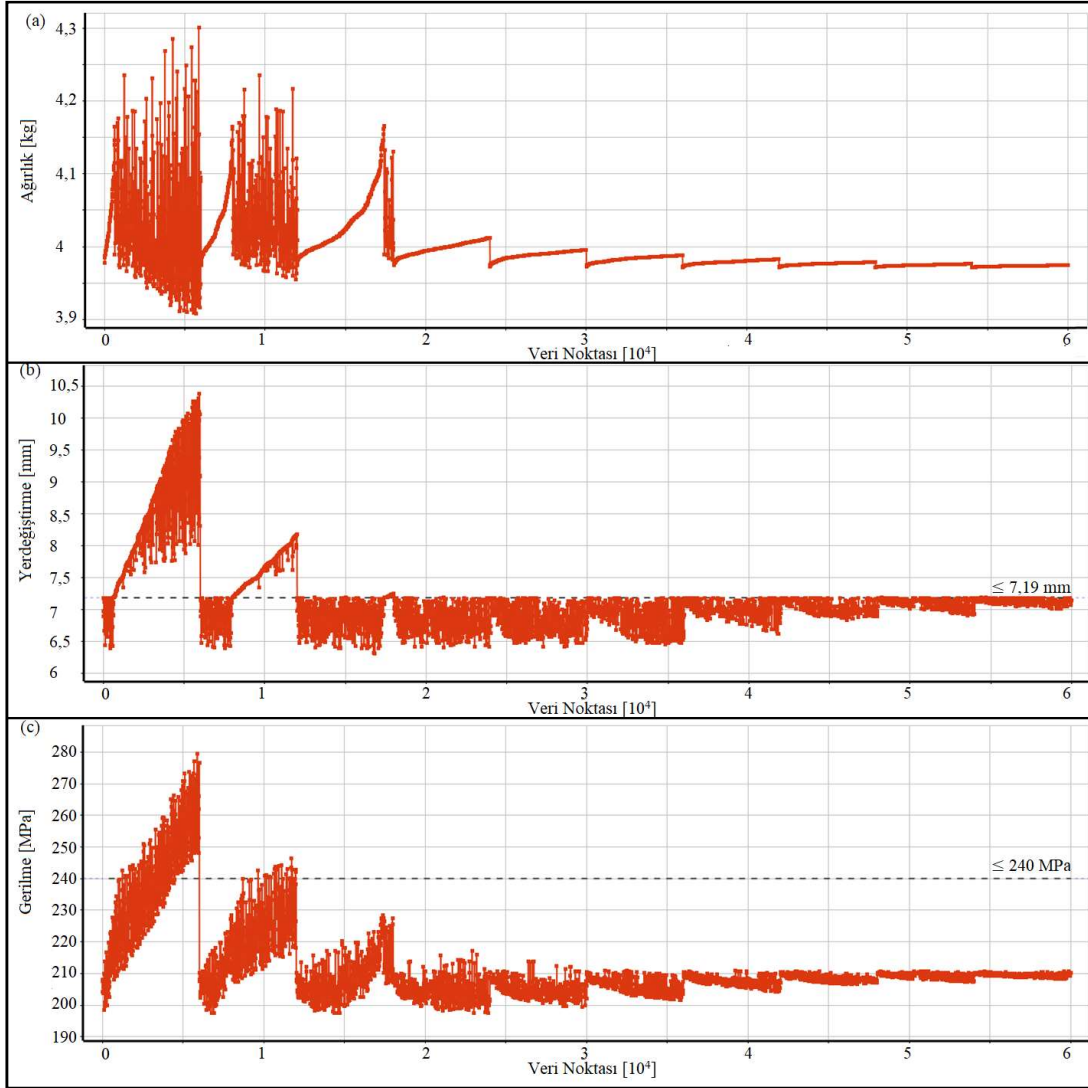 (a)
Ağırlık [kg]
4,3
4,2
4,1
4
3,9
0 1 2 3 4 5 6
Veri Noktası [10⁴]
(b)
Yerdeğiştirme [mm]
10,5
10
9,5
9
8,5
8
7,5
7
6,5
6
≤ 7,19 mm
0 1 2 3 4 5 6
Veri Noktası [10⁴]
(c)
Gerilme [MPa]
280
270
260
250
240
230
220
210
200
190
≤ 240 MPa
0 1 2 3 4 5 6
Veri Noktası [10⁴]